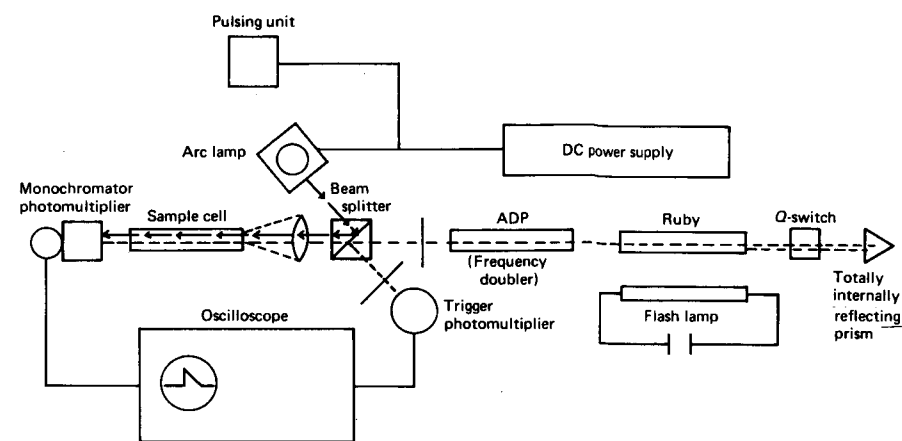 Pulsing unit
Arc lamp
DC power supply
Monochromator
photomultiplier
Sample cell
Beam
splitter
ADP
(Frequency
doubler)
Ruby
Q-switch
Totally
internally
reflecting
prism
Flash lamp
Trigger
photomultiplier
Oscilloscope